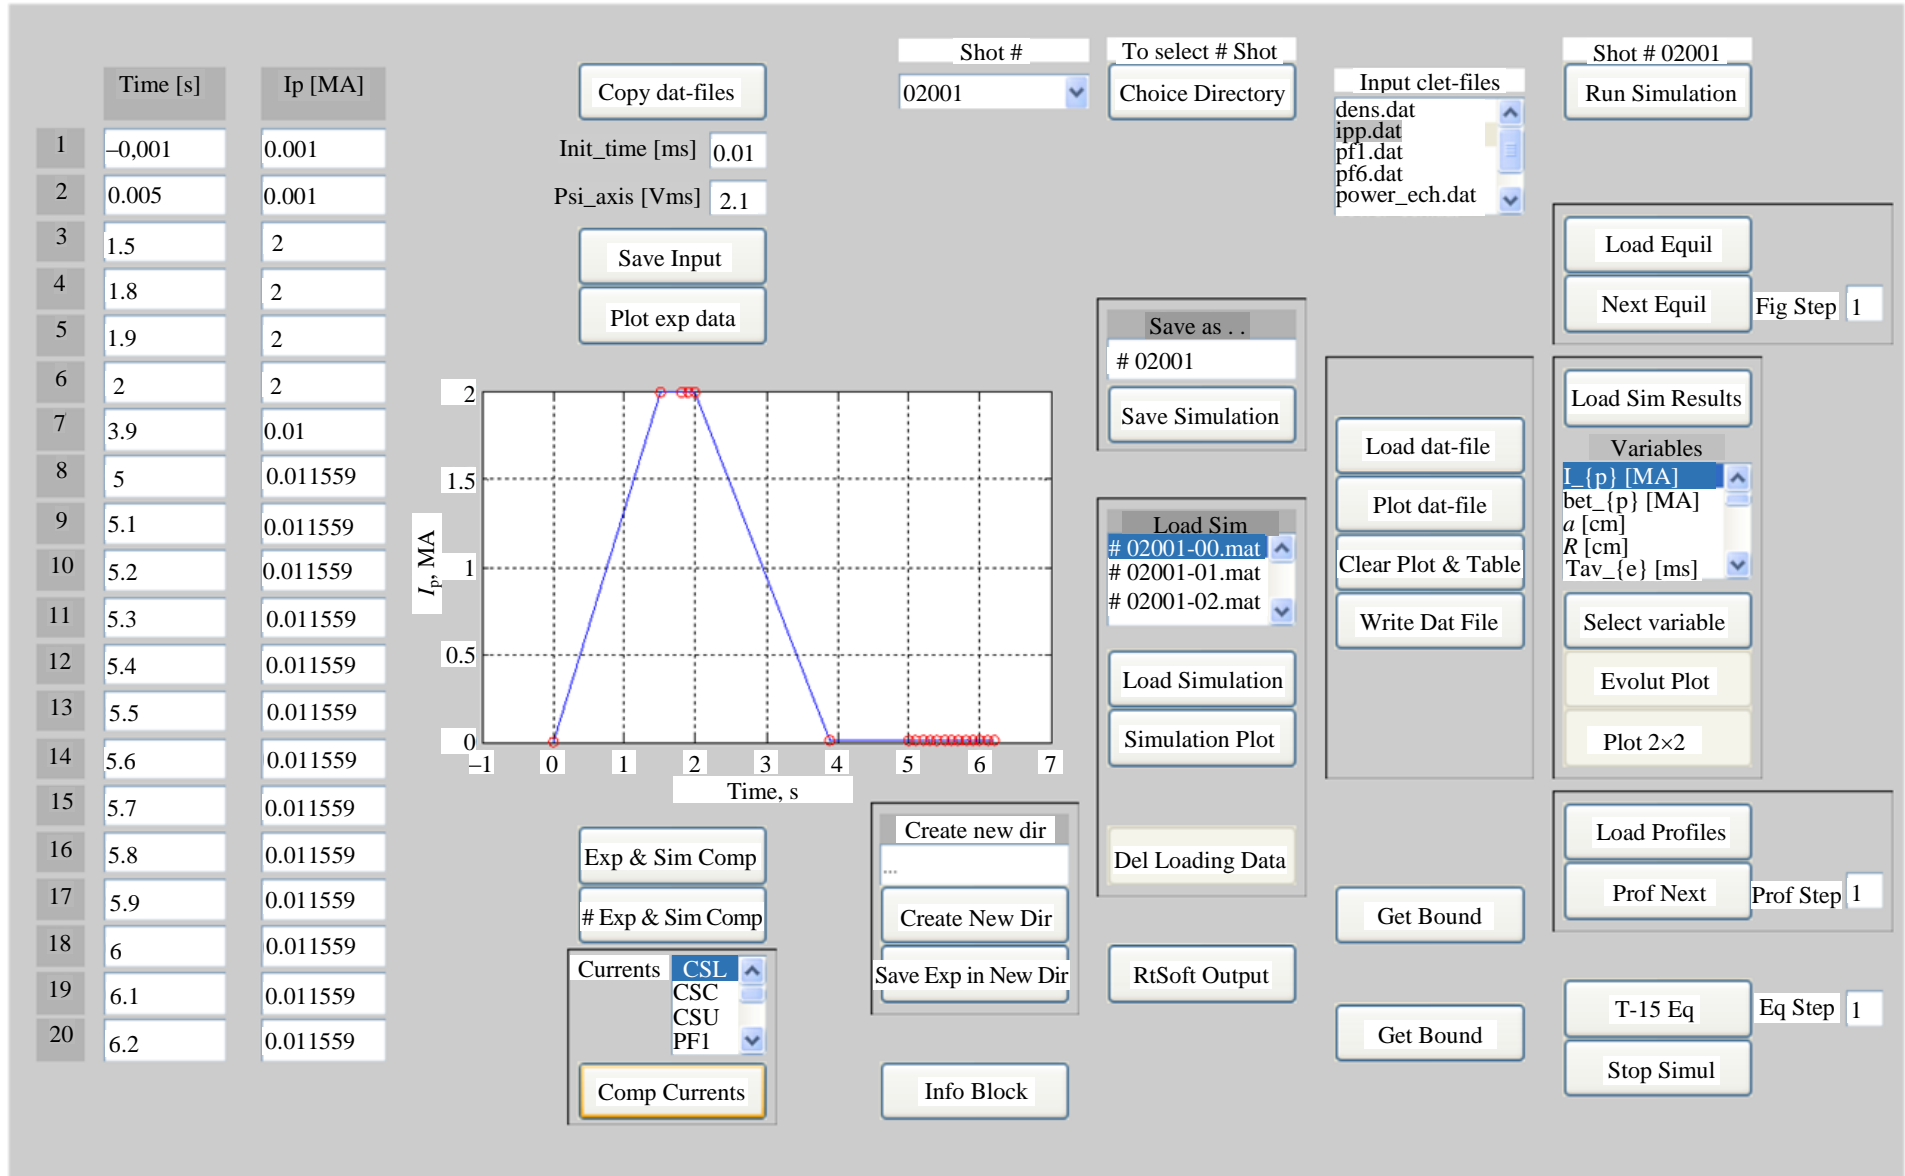 Time [s] Ip [MA]
1 –0,001 0.001
2 0.005 0.001
3 1.5 2
4 1.8 2
5 1.9 2
6 2 2
7 3.9 0.01
8 5 0.011559
9 5.1 0.011559
10 5.2 0.011559
11 5.3 0.011559
12 5.4 0.011559
13 5.5 0.011559
14 5.6 0.011559
15 5.7 0.011559
16 5.8 0.011559
17 5.9 0.011559
18 6 0.011559
19 6.1 0.011559
20 6.2 0.011559
Copy dat-files
Init_time [ms] 0.01
Psi_axis [Vms] 2.1
Save Input
Plot exp data
Shot #
02001
To select # Shot
Choice Directory
Input clet-files
dens.dat
ipp.dat
pf1.dat
pf6.dat
power_ech.dat
Shot # 02001
Run Simulation
Load Equil
Next Equil Fig Step 1
Save as . .
# 02001
Save Simulation
2
1.5
1
0.5
0
Ip, MA
–1 0 1 2 3 4 5 6 7
Time, s
Load Sim
# 02001-00.mat
# 02001-01.mat
# 02001-02.mat
Load Simulation
Simulation Plot
Del Loading Data
Load dat-file
Plot dat-file
Clear Plot & Table
Write Dat File
Load Sim Results
Variables
I_{p} [MA]
bet_{p} [MA]
a [cm]
R [cm]
Tav_{e} [ms]
Select variable
Evolut Plot
Plot 2×2
Exp & Sim Comp
# Exp & Sim Comp
Currents CSL
CSC
CSU
PF1
Comp Currents
Create new dir
...
Create New Dir
Save Exp in New Dir
Info Block
RtSoft Output
Get Bound
Get Bound
Load Profiles
Prof Next Prof Step 1
T-15 Eq Eq Step 1
Stop Simul